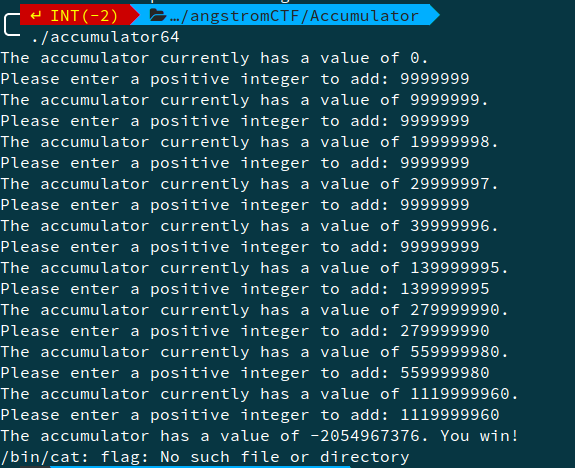 ↵ INT(-2) …/angstromCTF/Accumulator
./accumulator64
The accumulator currently has a value of 0.
Please enter a positive integer to add: 9999999
The accumulator currently has a value of 9999999.
Please enter a positive integer to add: 9999999
The accumulator currently has a value of 19999998.
Please enter a positive integer to add: 9999999
The accumulator currently has a value of 29999997.
Please enter a positive integer to add: 9999999
The accumulator currently has a value of 39999996.
Please enter a positive integer to add: 99999999
The accumulator currently has a value of 139999995.
Please enter a positive integer to add: 139999995
The accumulator currently has a value of 279999990.
Please enter a positive integer to add: 279999990
The accumulator currently has a value of 559999980.
Please enter a positive integer to add: 559999980
The accumulator currently has a value of 1119999960.
Please enter a positive integer to add: 1119999960
The accumulator has a value of -2054967376. You win!
/bin/cat: flag: No such file or directory